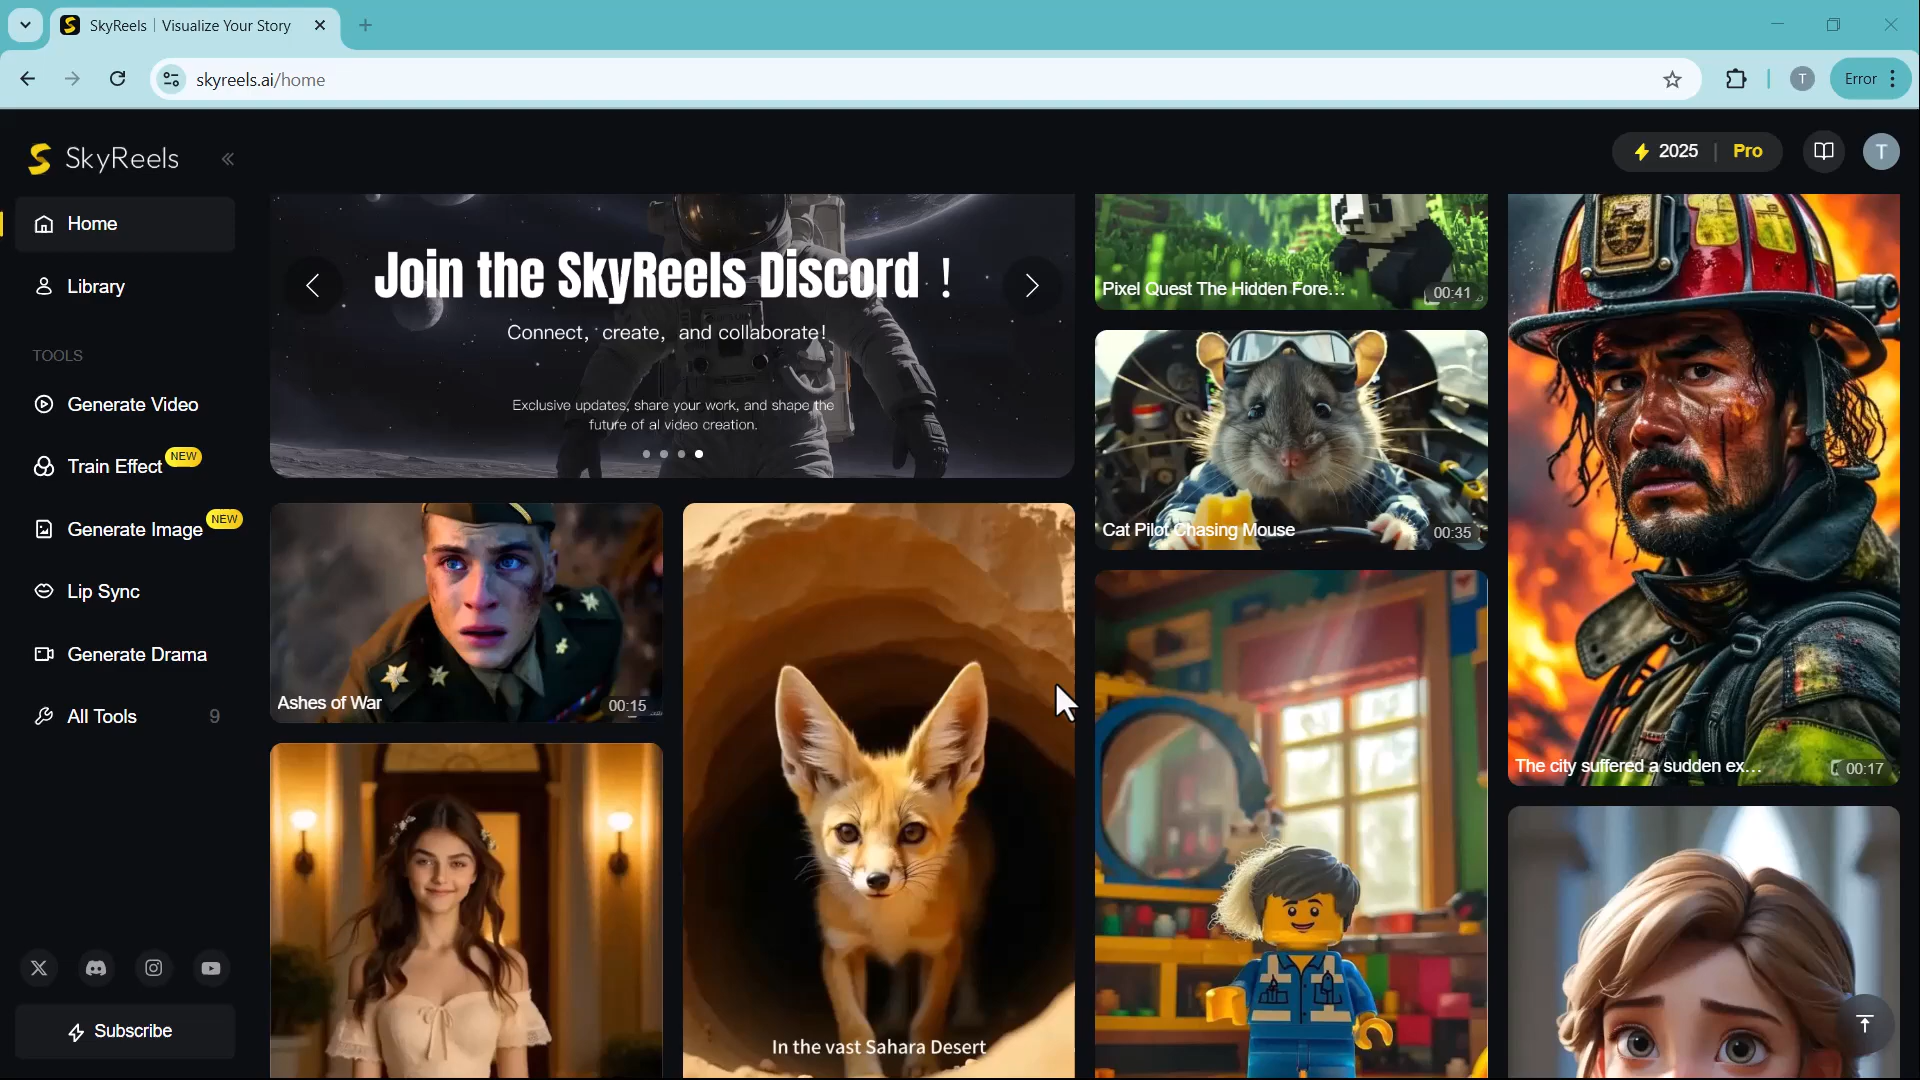 SkyReels | Visualize Your Story
skyreels.ai/home
T
Error
SkyReels
2025 | Pro
T
Home
Library
TOOLS
Generate Video
Train Effect NEW
Generate Image NEW
Lip Sync
Generate Drama
All Tools 9
Subscribe
Join the SkyReels Discord !
Connect, create, and collaborate!
Exclusive updates, share your work, and shape the
future of al video creation.
Ashes of War 00:15
In the vast Sahara Desert
Pixel Quest The Hidden Fore... 00:41
Cat Pilot Chasing Mouse 00:35
The city suffered a sudden ex... 00:17